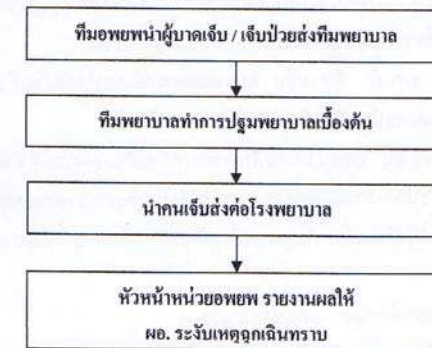 ทีมอพยพนำผู้บาดเจ็บ / เจ็บป่วยส่งทีมพยาบาล
ทีมพยาบาลทำการปฐมพยาบาลเบื้องต้น
นำคนเจ็บส่งต่อโรงพยาบาล
หัวหน้าหน่วยอพยพ รายงานผลให้
ผอ. ระงับเหตุฉุกเฉินทราบ